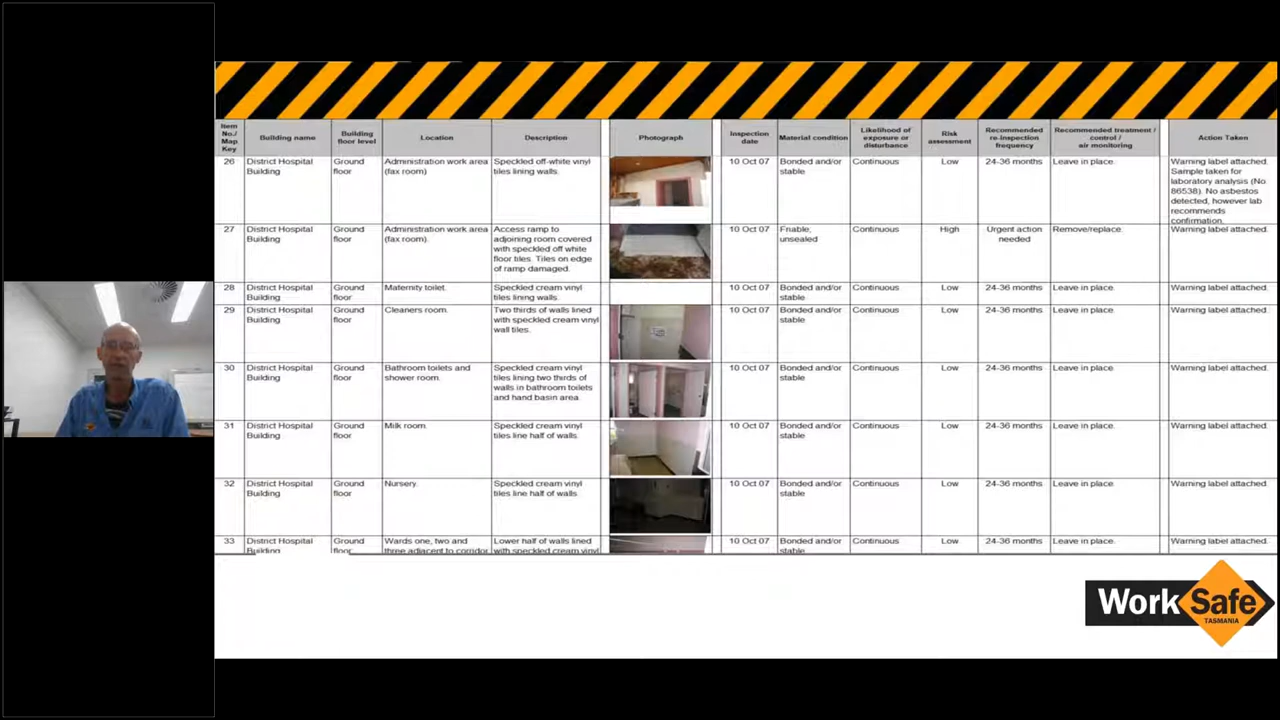 Item No./ Map Key Building name Building floor level Location Description Photograph Inspection date Material condition Likelihood of exposure or disturbance Risk assessment Recommended re-inspection frequency Recommended treatment / control / air monitoring Action Taken
26 District Hospital Building Ground floor Administration work area (fax room) Speckled off-white vinyl tiles lining walls. 10 Oct 07 Bonded and/or stable Continuous Low 24-36 months Leave in place. Warning label attached. Sample taken for laboratory analysis (No 86538). No asbestos detected, however lab recommends confirmation.
27 District Hospital Building Ground floor Administration work area (fax room). Access ramp to adjoining room covered with speckled off white floor tiles. Tiles on edge of ramp damaged. 10 Oct 07 Friable, unsealed Continuous High Urgent action needed Remove/replace. Warning label attached.
28 District Hospital Building Ground floor Maternity toilet. Speckled cream vinyl tiles lining walls. 10 Oct 07 Bonded and/or stable Continuous Low 24-36 months Leave in place. Warning label attached.
29 District Hospital Building Ground floor Cleaners room. Two thirds of walls lined with speckled cream vinyl wall tiles. 10 Oct 07 Bonded and/or stable Continuous Low 24-36 months Leave in place. Warning label attached.
30 District Hospital Building Ground floor Bathroom toilets and shower room. Speckled cream vinyl tiles lining two thirds of walls in bathroom toilets and hand basin area. 10 Oct 07 Bonded and/or stable Continuous Low 24-36 months Leave in place. Warning label attached.
31 District Hospital Building Ground floor Milk room. Speckled cream vinyl tiles line half of walls. 10 Oct 07 Bonded and/or stable Continuous Low 24-36 months Leave in place. Warning label attached.
32 District Hospital Building Ground floor Nursery. Speckled cream vinyl tiles line half of walls. 10 Oct 07 Bonded and/or stable Continuous Low 24-36 months Leave in place. Warning label attached.
33 District Hospital Building Ground floor Wards one, two and three adjacent to corridor Lower half of walls lined with speckled cream vinyl 10 Oct 07 Bonded and/or stable Continuous Low 24-36 months Leave in place. Warning label attached.
WorkSafe
TASMANIA